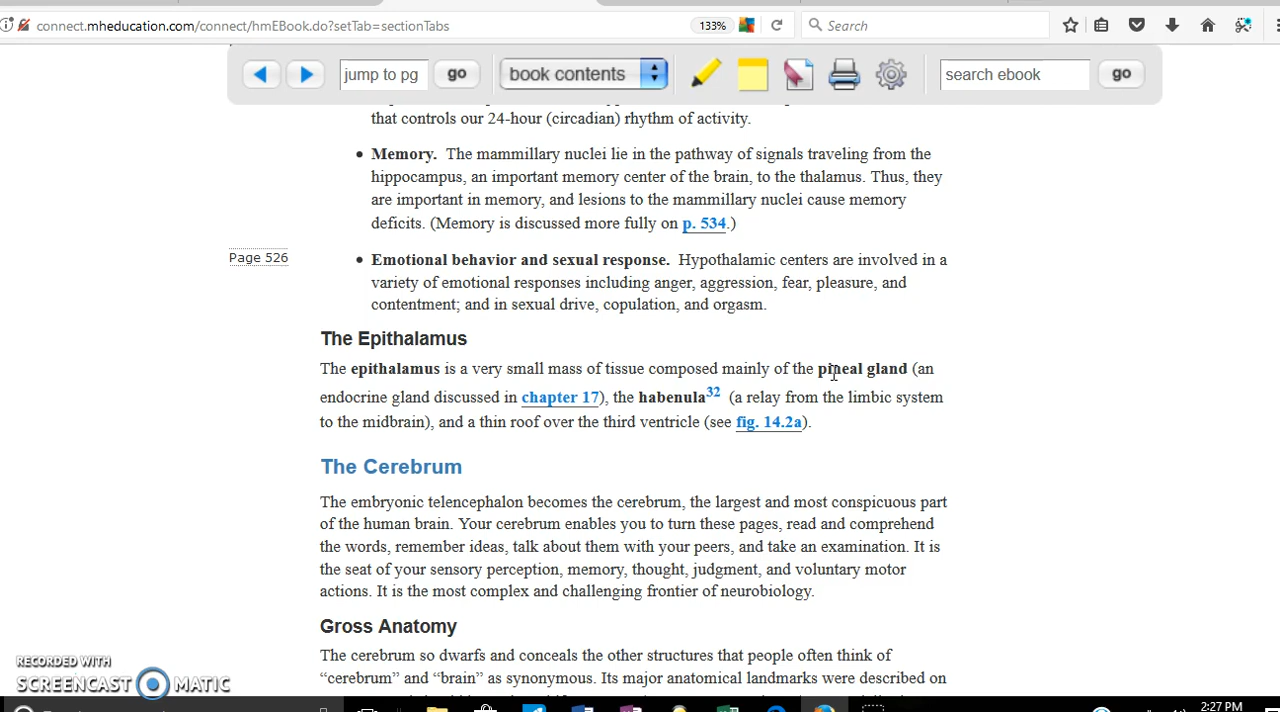 connect.mheducation.com/connect/hmEBook.do?setTab=sectionTabs
133%
Search
jump to pg
go
book contents
search ebook
go
that controls our 24-hour (circadian) rhythm of activity.
• Memory. The mammillary nuclei lie in the pathway of signals traveling from the
hippocampus, an important memory center of the brain, to the thalamus. Thus, they
are important in memory, and lesions to the mammillary nuclei cause memory
deficits. (Memory is discussed more fully on p. 534.)
Page 526
• Emotional behavior and sexual response. Hypothalamic centers are involved in a
variety of emotional responses including anger, aggression, fear, pleasure, and
contentment; and in sexual drive, copulation, and orgasm.
The Epithalamus
The epithalamus is a very small mass of tissue composed mainly of the pineal gland (an
endocrine gland discussed in chapter 17), the habenula32 (a relay from the limbic system
to the midbrain), and a thin roof over the third ventricle (see fig. 14.2a).
The Cerebrum
The embryonic telencephalon becomes the cerebrum, the largest and most conspicuous part
of the human brain. Your cerebrum enables you to turn these pages, read and comprehend
the words, remember ideas, talk about them with your peers, and take an examination. It is
the seat of your sensory perception, memory, thought, judgment, and voluntary motor
actions. It is the most complex and challenging frontier of neurobiology.
Gross Anatomy
The cerebrum so dwarfs and conceals the other structures that people often think of
“cerebrum” and “brain” as synonymous. Its major anatomical landmarks were described on
RECORDED WITH
SCREENCAST MATIC
2:27 PM